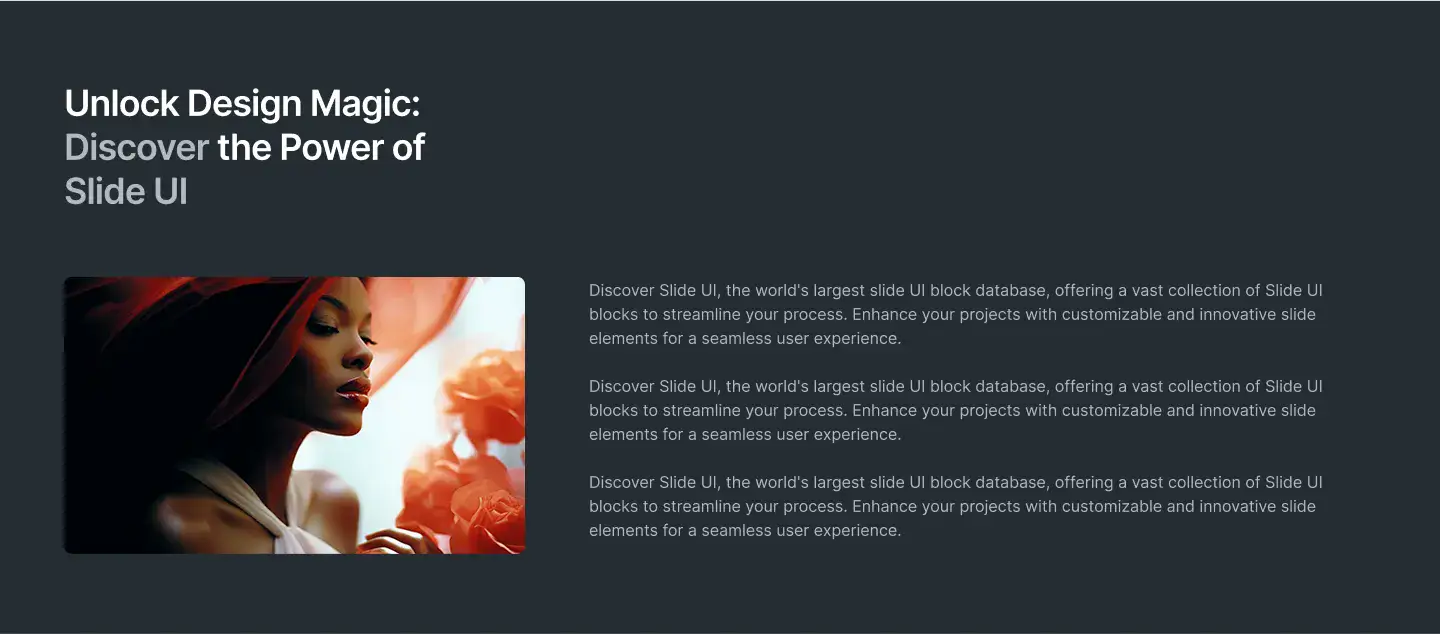 Unlock Design Magic:
Discover the Power of
Slide UI
Discover Slide UI, the world's largest slide UI block database, offering a vast collection of Slide UI
blocks to streamline your process. Enhance your projects with customizable and innovative slide
elements for a seamless user experience.
Discover Slide UI, the world's largest slide UI block database, offering a vast collection of Slide UI
blocks to streamline your process. Enhance your projects with customizable and innovative slide
elements for a seamless user experience.
Discover Slide UI, the world's largest slide UI block database, offering a vast collection of Slide UI
blocks to streamline your process. Enhance your projects with customizable and innovative slide
elements for a seamless user experience.